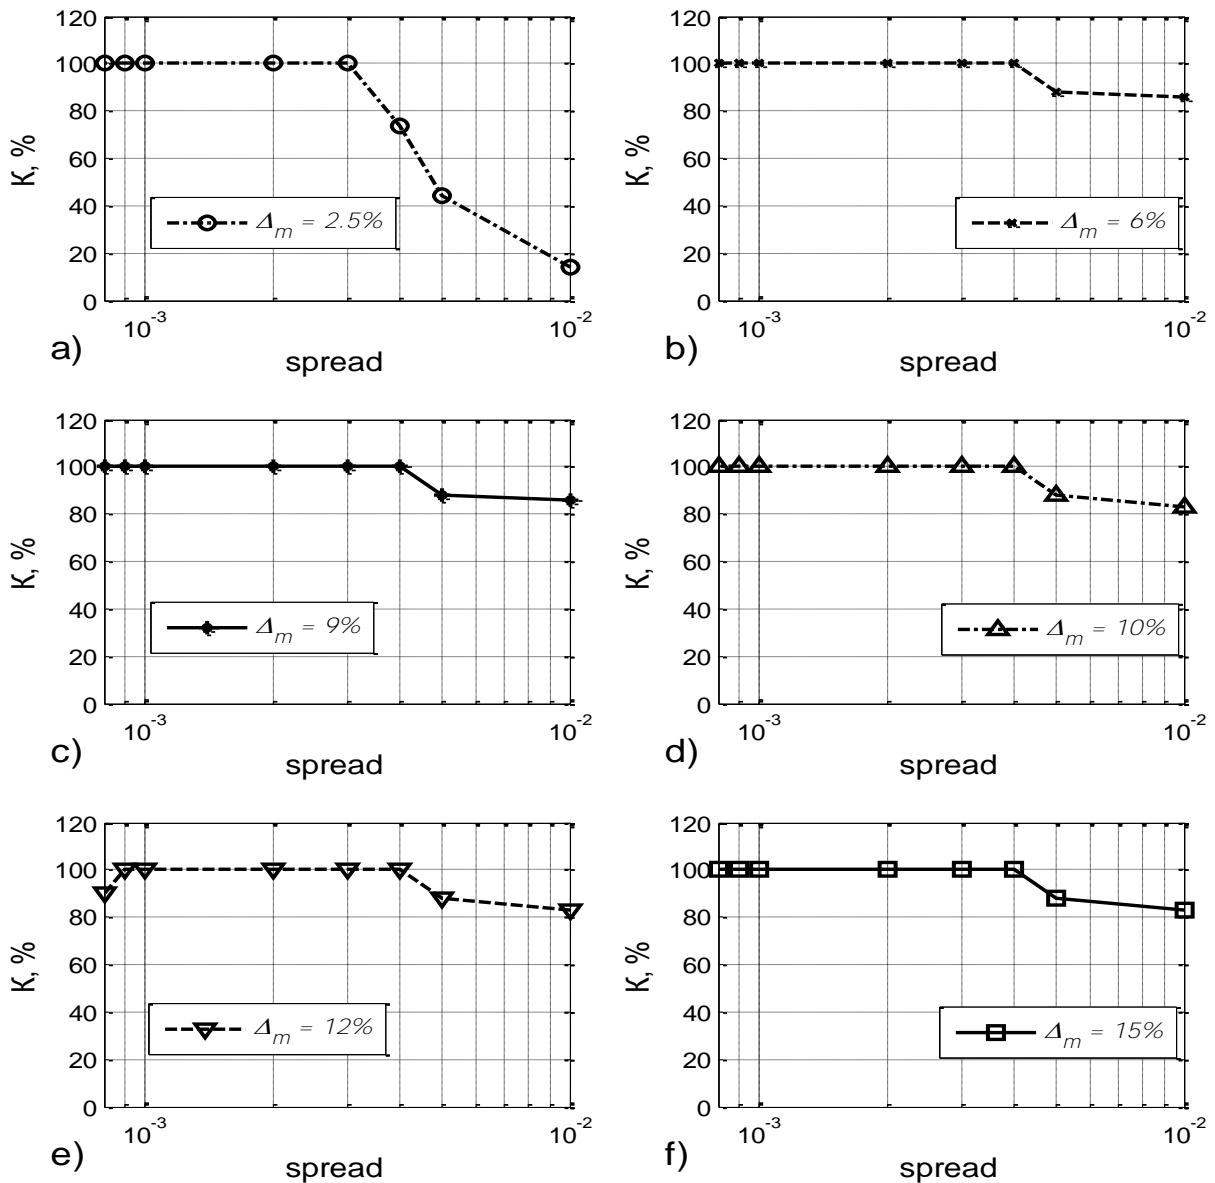 120
100
80
60
40
20
0
K, %
Δm = 2.5%
10-3
10-2
a)
spread
120
100
80
60
40
20
0
K, %
Δm = 6%
10-3
10-2
b)
spread
120
100
80
60
40
20
0
K, %
Δm = 9%
10-3
10-2
c)
spread
120
100
80
60
40
20
0
K, %
Δm = 10%
10-3
10-2
d)
spread
120
100
80
60
40
20
0
K, %
Δm = 12%
10-3
10-2
e)
spread
120
100
80
60
40
20
0
K, %
Δm = 15%
10-3
10-2
f)
spread